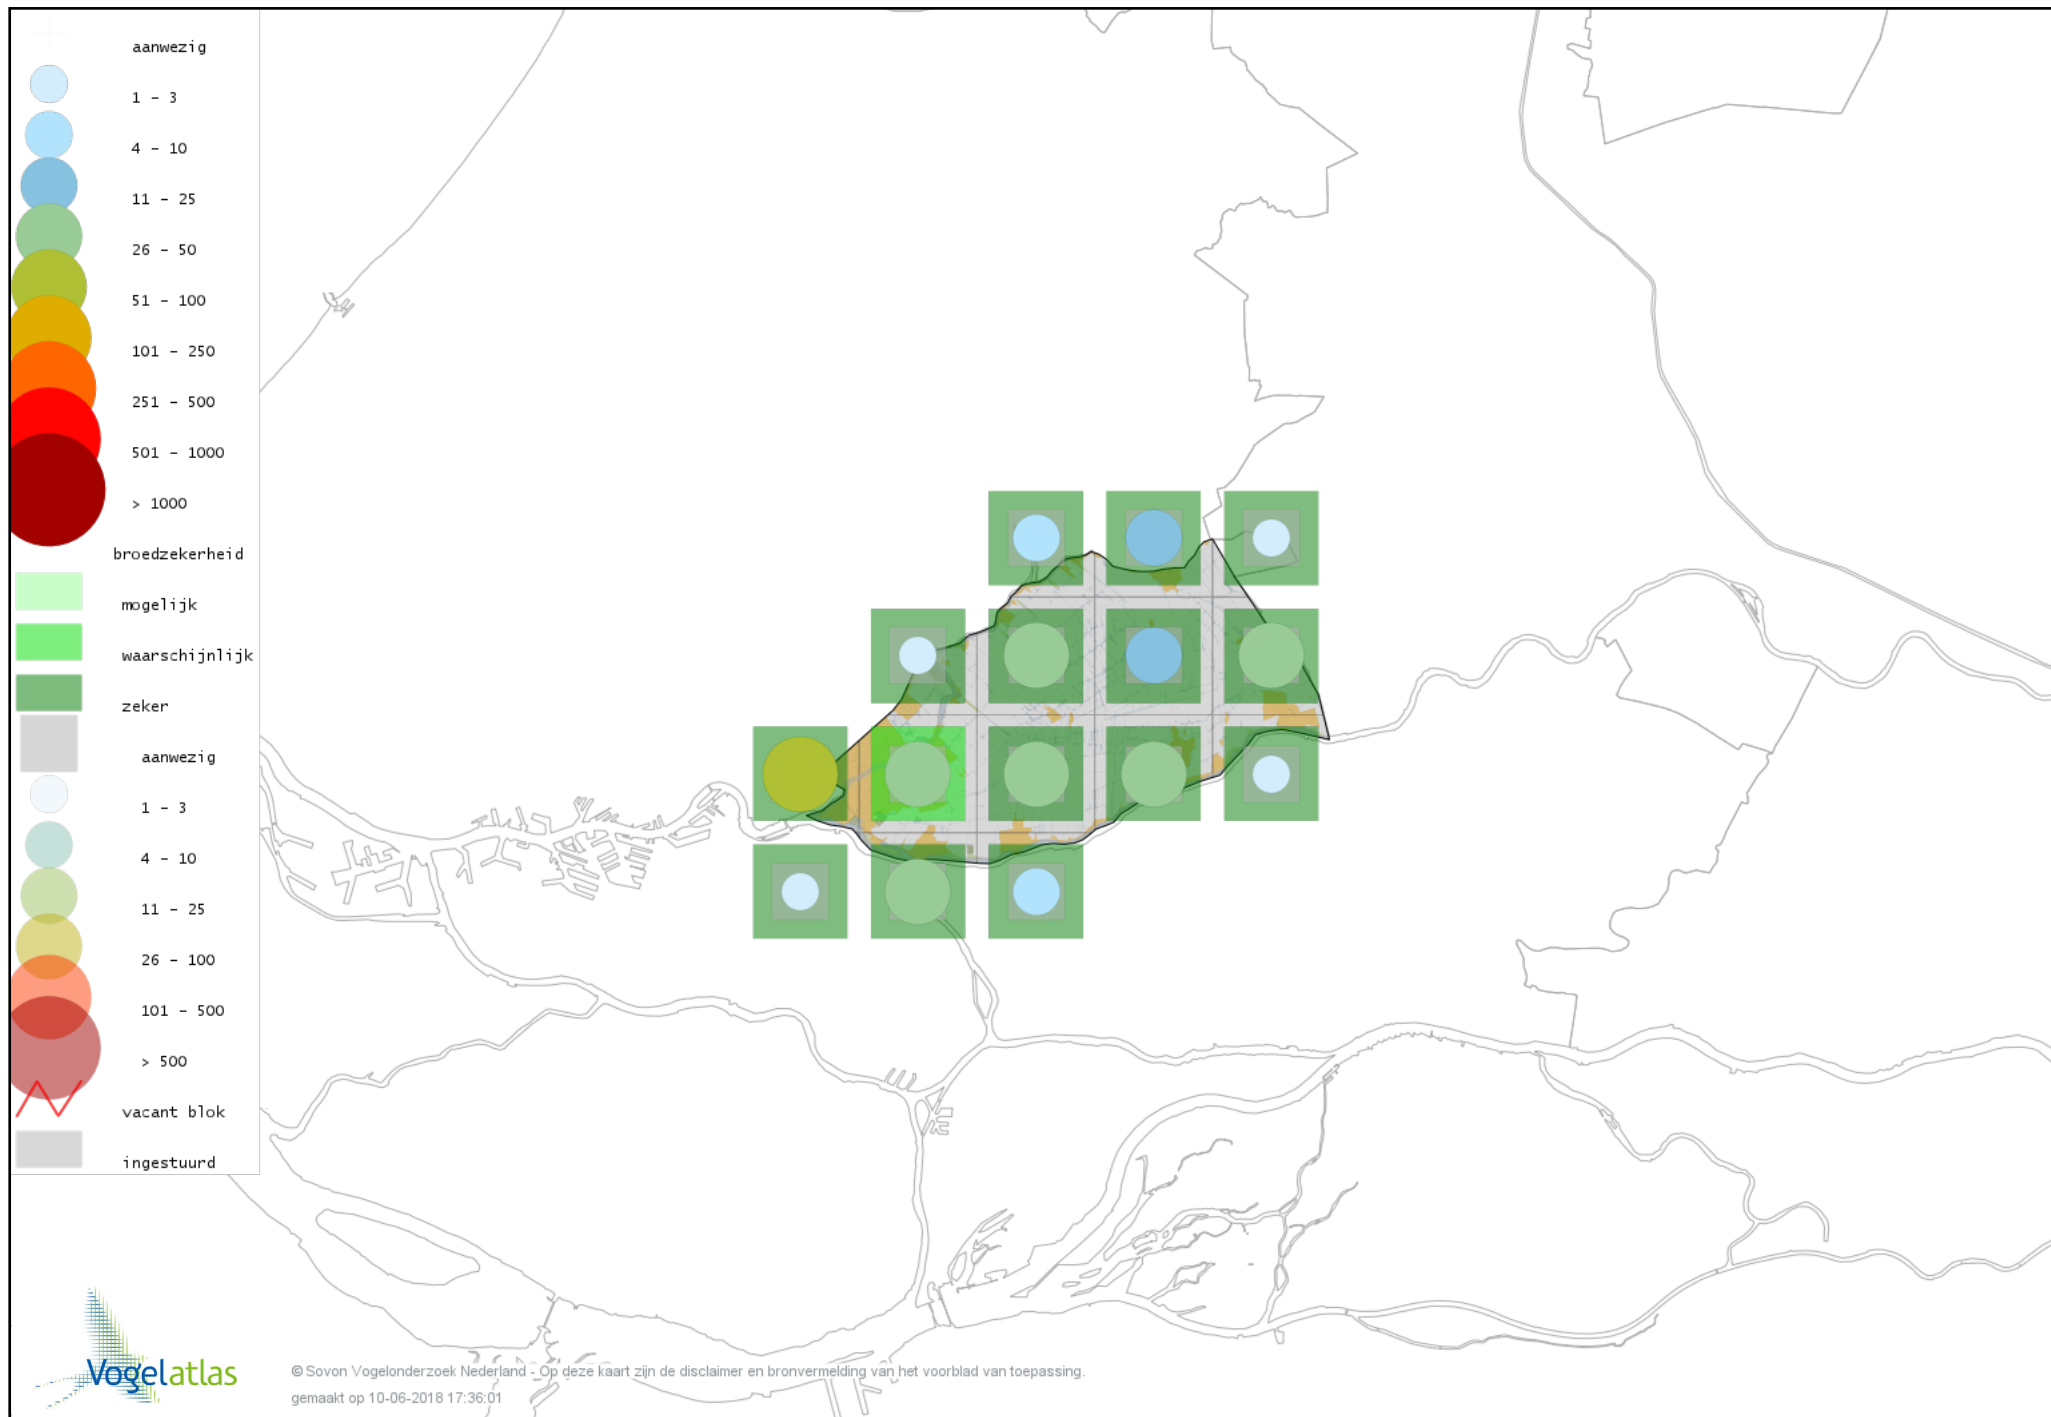 aanwezig
1 - 3
4 - 10
11 - 25
26 - 50
51 - 100
101 - 250
251 - 500
501 - 1000
> 1000
broedzekerheid
mogelijk
waarschijnlijk
zeker
aanwezig
1 - 3
4 - 10
11 - 25
26 - 100
101 - 500
> 500
vacant blok
ingestuurd
Vogelatlas
© Sovon Vogelonderzoek Nederland - Op deze kaart zijn de disclaimer en bronvermelding van het voorblad van toepassing.
gemaakt op 10-06-2018 17:36:01